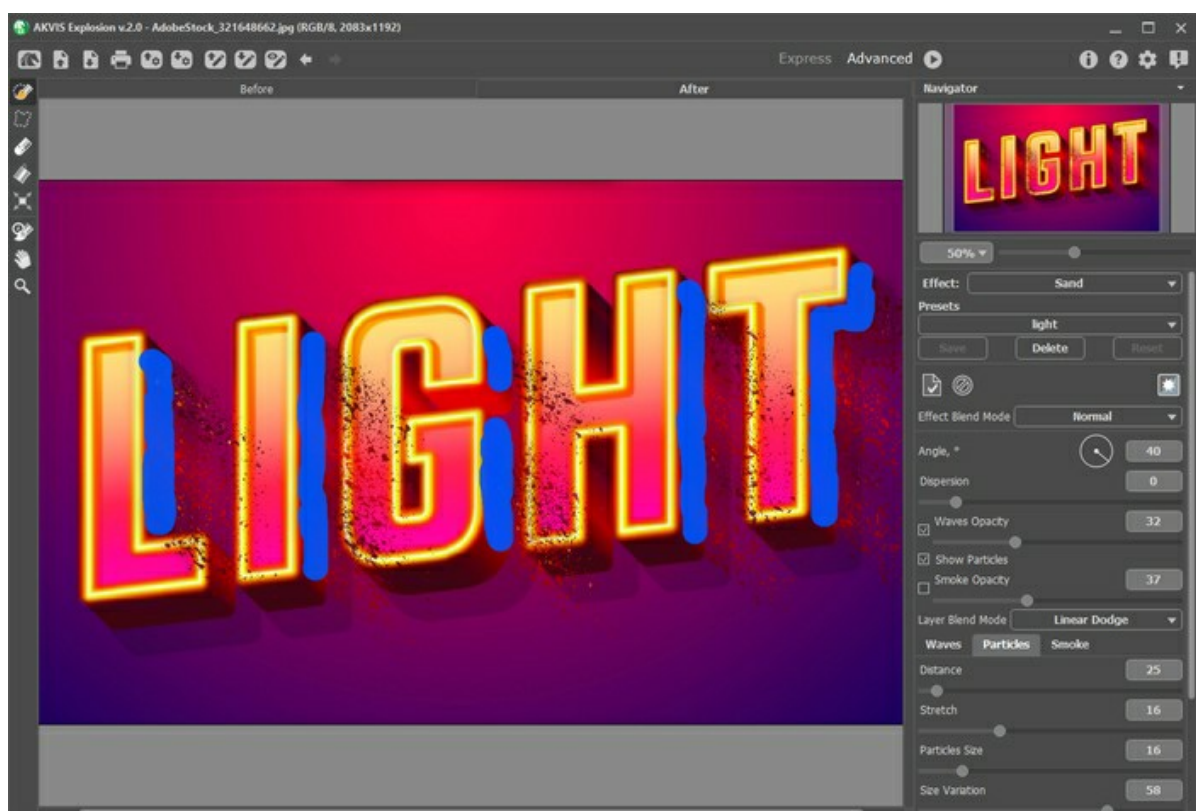 AKVIS Explosion v.2.0 - AdobeStock_321648662.jpg (RGB/8, 2083x1192)
Express Advanced
Before After
Navigator
LIGHT
50%
Effect: Sand
Presets
light
Save Delete Reset
Effect Blend Mode Normal
Angle, ° 40
Dispersion 0
Waves Opacity 32
Show Particles
Smoke Opacity 37
Layer Blend Mode Linear Dodge
Waves Particles Smoke
Distance 25
Stretch 16
Particles Size 16
Size Variation 58
LIGHT